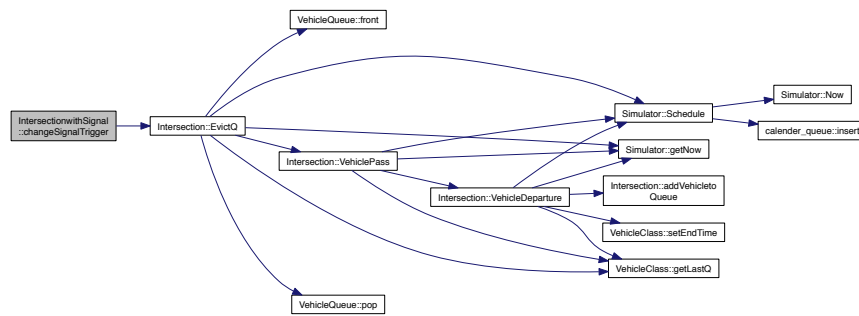 IntersectionwithSignal
::changeSignalTrigger
Intersection::EvictQ
VehicleQueue::front
Intersection::VehiclePass
VehicleQueue::pop
Intersection::VehicleDeparture
Simulator::Schedule
Simulator::getNow
Intersection::addVehicleto
Queue
VehicleClass::setEndTime
VehicleClass::getLastQ
Simulator::Now
calender_queue::insert